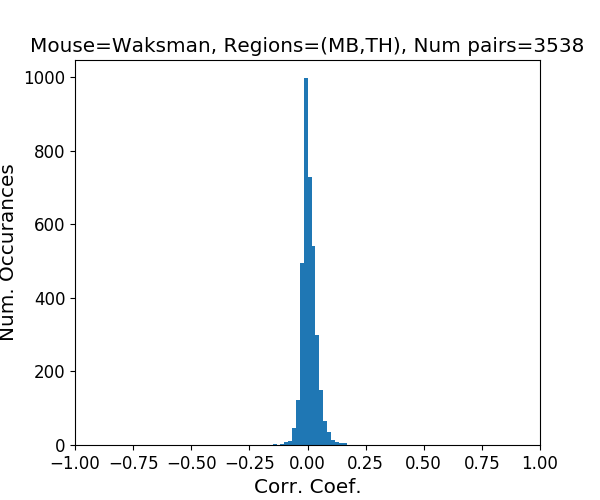 Mouse=Waksman, Regions=(MB,TH), Num pairs=3538
1000
800
600
400
200
0
Num. Occurances
−1.00 −0.75 −0.50 −0.25 0.00 0.25 0.50 0.75 1.00
Corr. Coef.